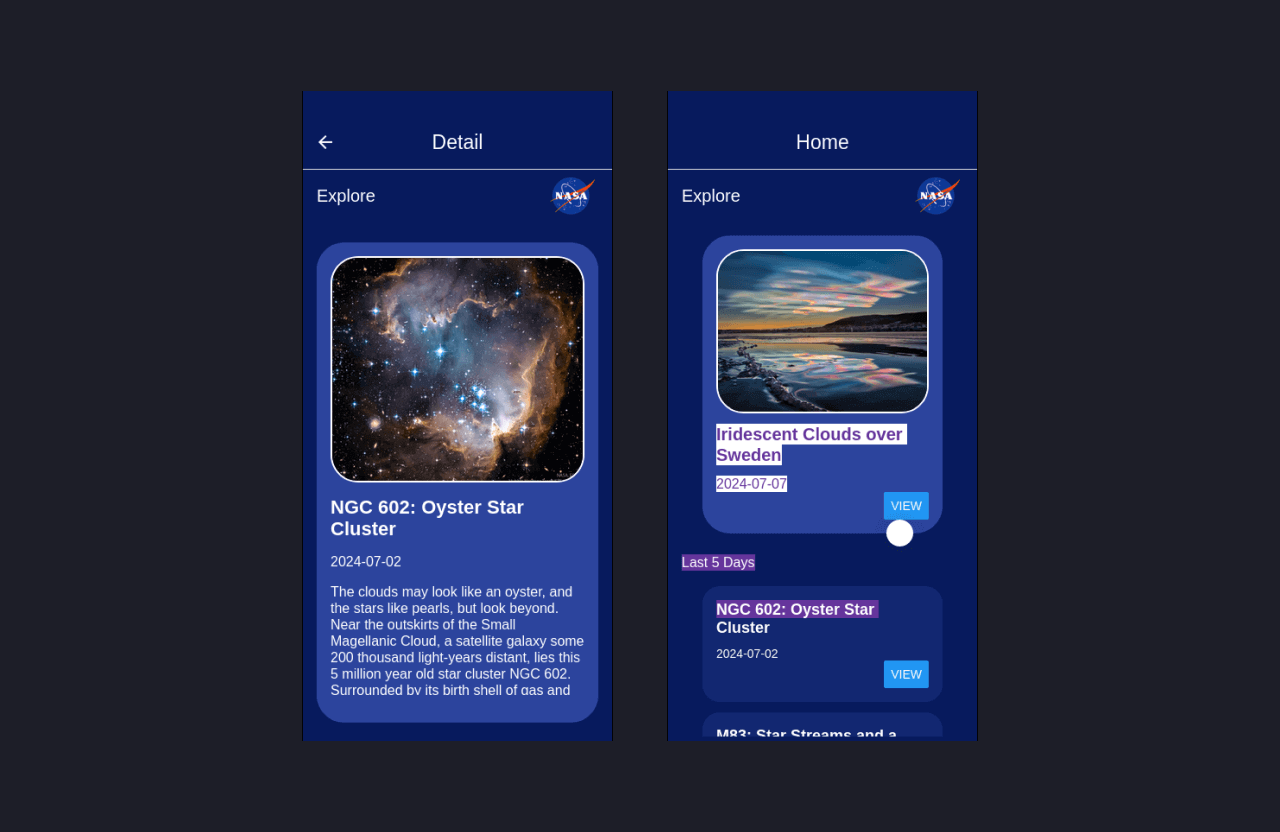 Detail
Explore
NASA
NGC 602: Oyster Star
Cluster
2024-07-02
The clouds may look like an oyster, and
the stars like pearls, but look beyond.
Near the outskirts of the Small
Magellanic Cloud, a satellite galaxy some
200 thousand light-years distant, lies this
5 million year old star cluster NGC 602.
Surrounded by its birth shell of gas and
Home
Explore
NASA
Iridescent Clouds over
Sweden
2024-07-07
VIEW
Last 5 Days
NGC 602: Oyster Star
Cluster
2024-07-02
VIEW
M83: Star Streams and a